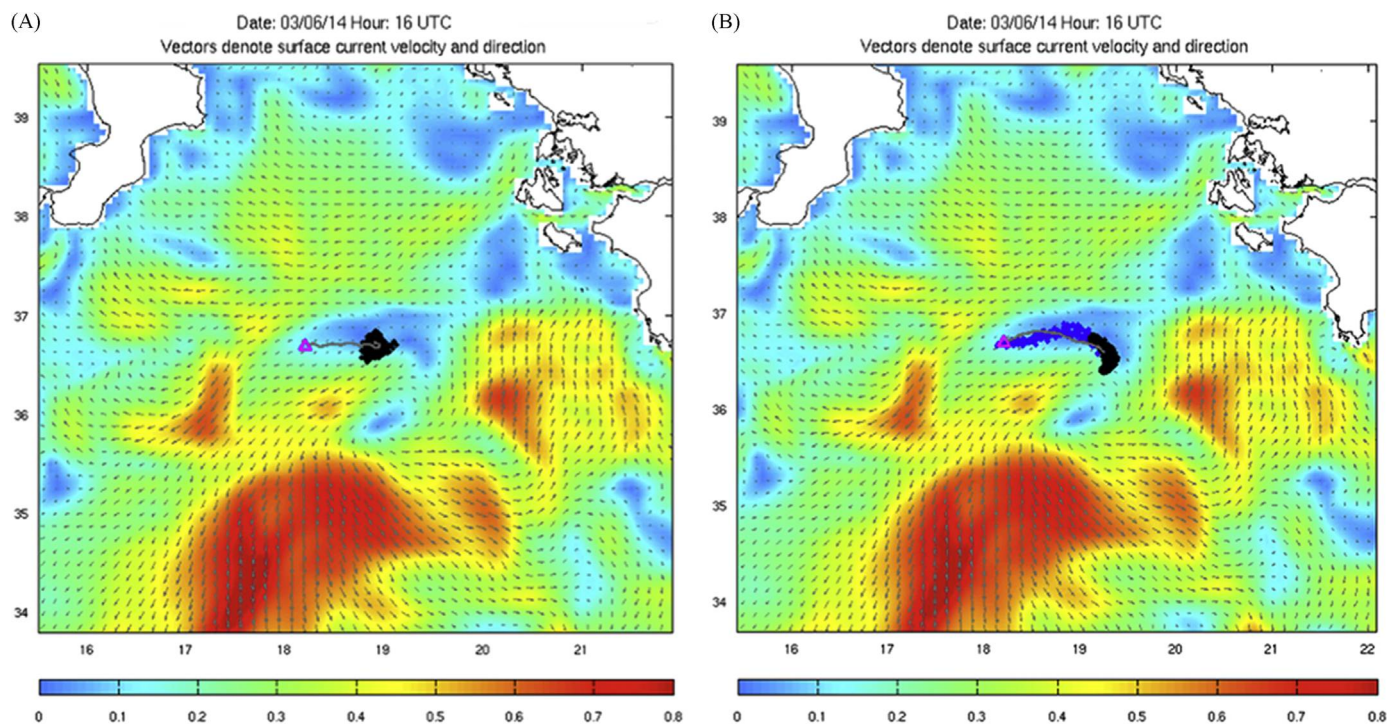 (A)
Date: 03/06/14 Hour: 16 UTC
Vectors denote surface current velocity and direction
39
38
37
36
35
34
16 17 18 19 20 21
0 0.1 0.2 0.3 0.4 0.5 0.6 0.7 0.8
(B)
Date: 03/06/14 Hour: 16 UTC
Vectors denote surface current velocity and direction
39
38
37
36
35
34
16 17 18 19 20 21 22
0 0.1 0.2 0.3 0.4 0.5 0.6 0.7 0.8